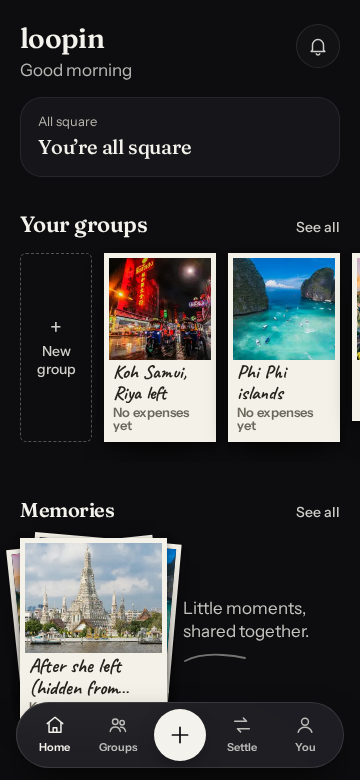 loopin
Good morning
All square
You're all square
Your groups
See all
+
New
group
Koh Samui,
Riya left
No expenses
yet
Phi Phi
islands
No expenses
yet
Memories
See all
After she left
(hidden from...
Little moments,
shared together.
Home
Groups
Settle
You